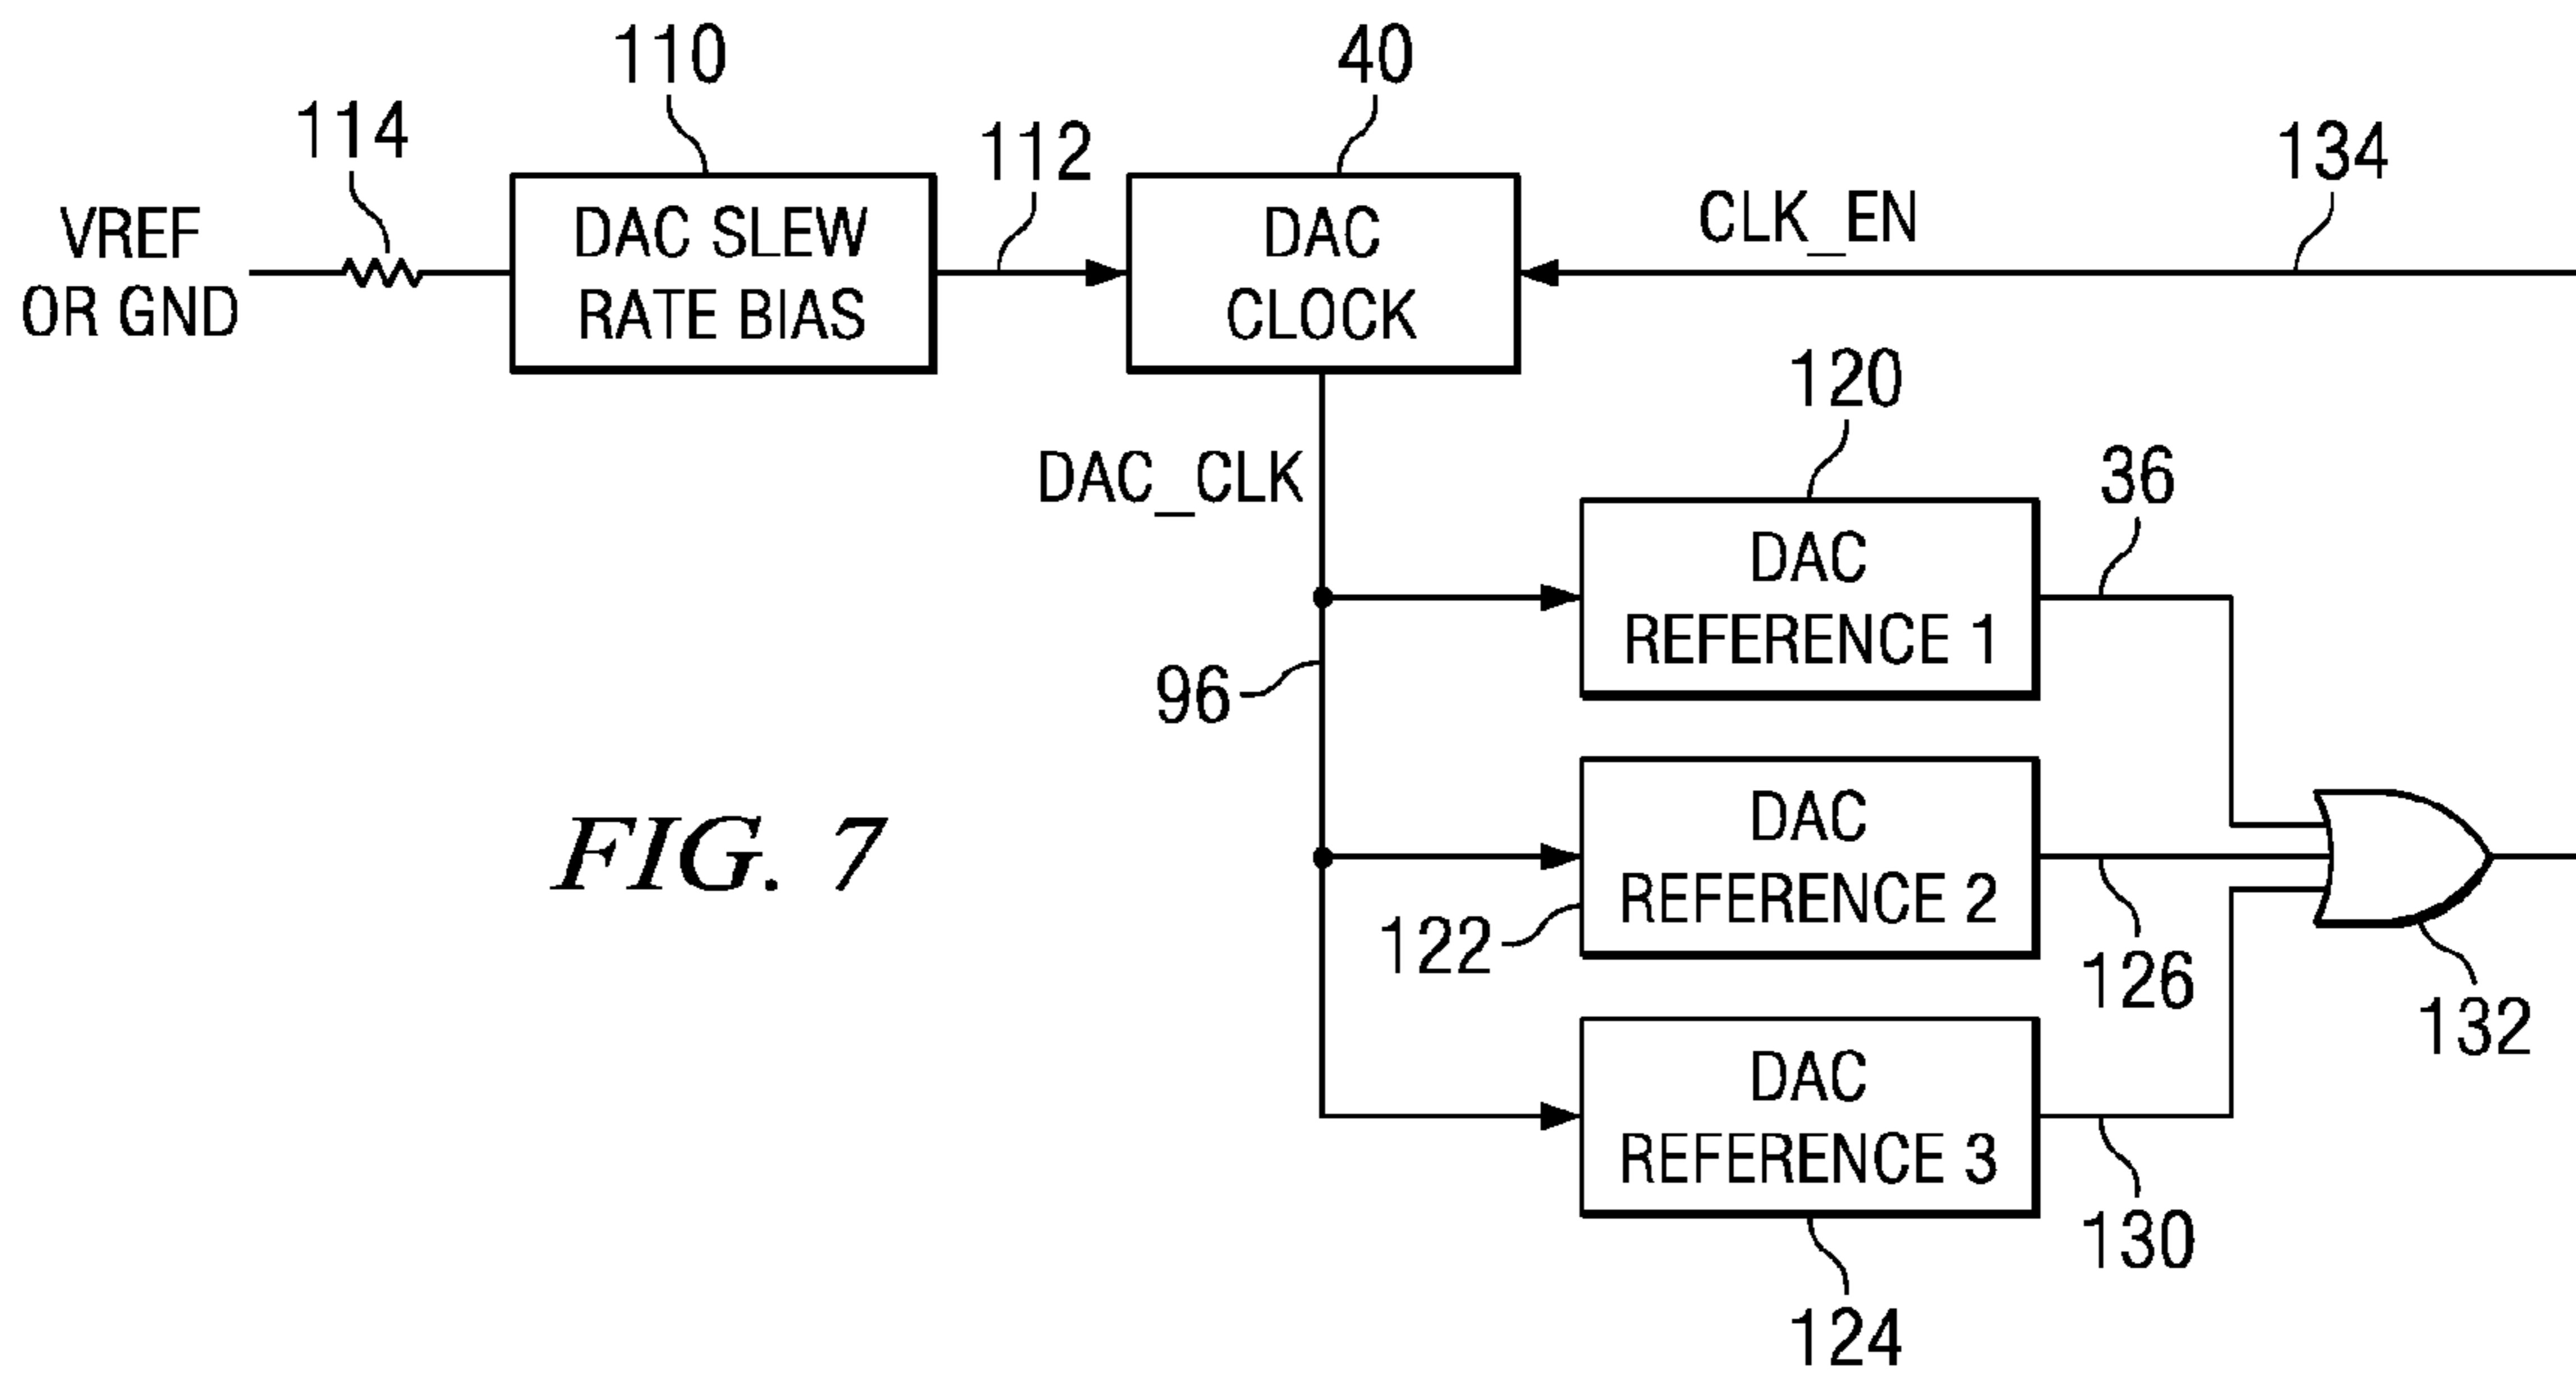 110
40
114
112
134
VREF
OR GND
DAC SLEW
RATE BIAS
DAC
CLOCK
CLK_EN
120
DAC_CLK
36
DAC
REFERENCE 1
96
FIG. 7
DAC
REFERENCE 2
122
126
132
DAC
REFERENCE 3
130
124